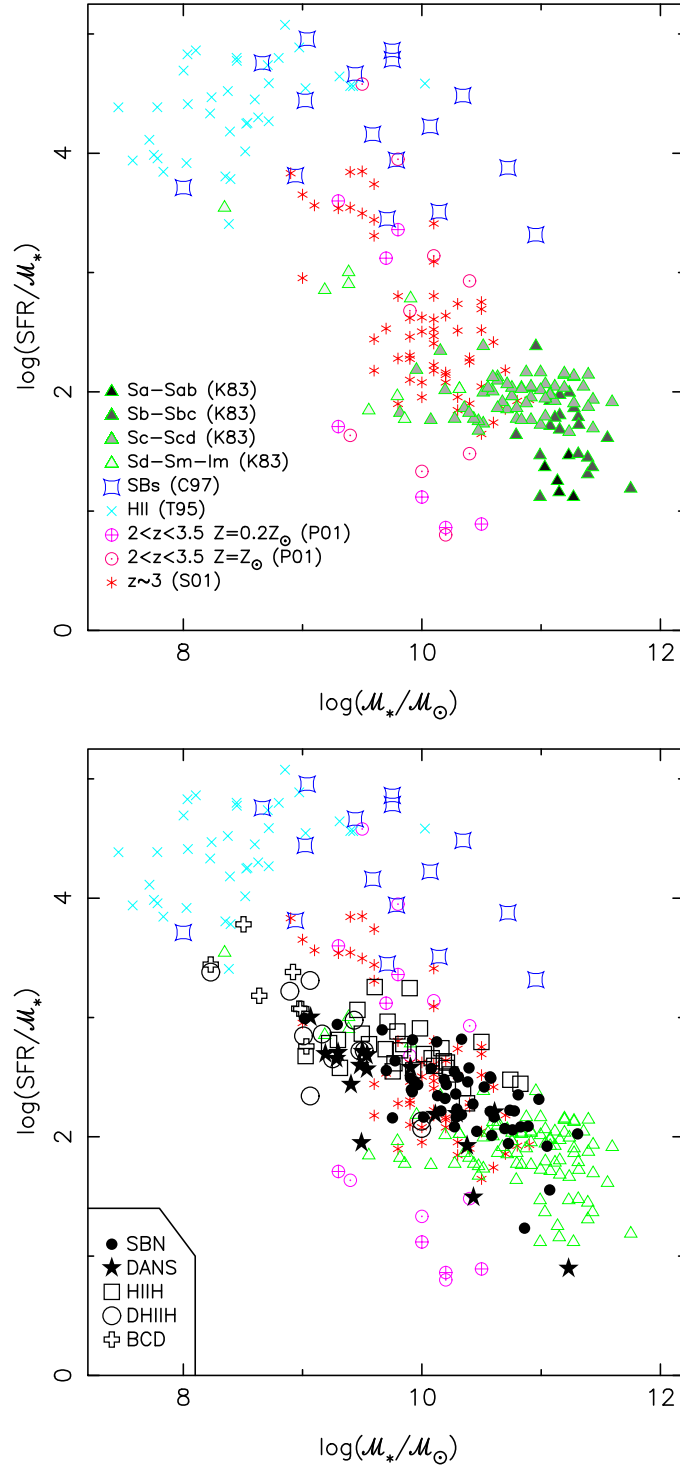 4
2
0
log(SFR/ℳ*)
Sa−Sab (K83)
Sb−Sbc (K83)
Sc−Scd (K83)
Sd−Sm−Im (K83)
SBs (C97)
HII (T95)
2<z<3.5 Z=0.2Z⊙ (P01)
2<z<3.5 Z=Z⊙ (P01)
z~3 (S01)
8 10 12
log(ℳ*/ℳ⊙)
4
2
0
log(SFR/ℳ*)
SBN
DANS
HIIH
DHIIH
BCD
8 10 12
log(ℳ*/ℳ⊙)